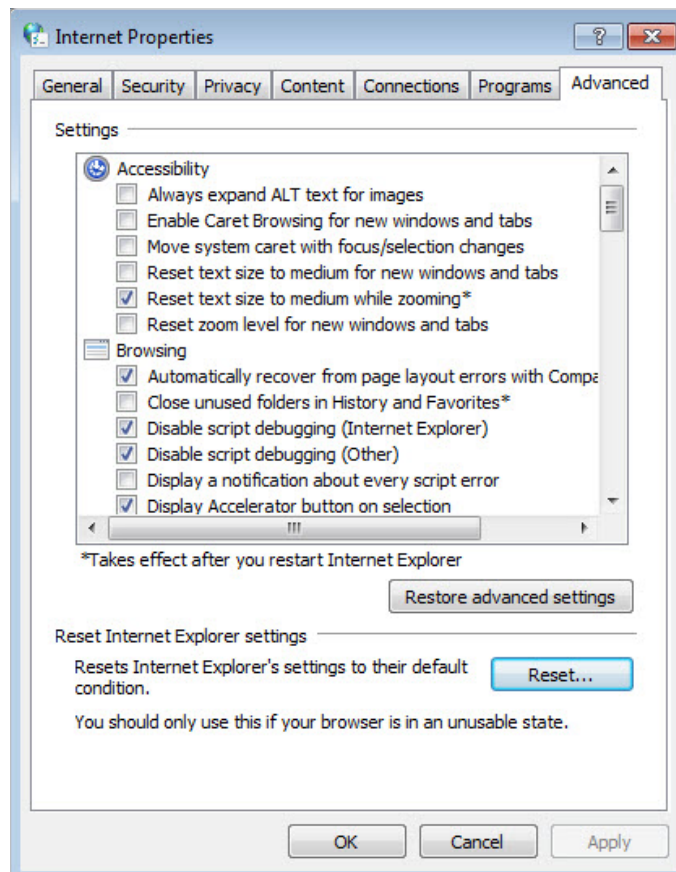 Internet Properties
General Security Privacy Content Connections Programs Advanced
Settings
Accessibility
Always expand ALT text for images
Enable Caret Browsing for new windows and tabs
Move system caret with focus/selection changes
Reset text size to medium for new windows and tabs
Reset text size to medium while zooming*
Reset zoom level for new windows and tabs
Browsing
Automatically recover from page layout errors with Compa
Close unused folders in History and Favorites*
Disable script debugging (Internet Explorer)
Disable script debugging (Other)
Display a notification about every script error
Display Accelerator button on selection
*Takes effect after you restart Internet Explorer
Restore advanced settings
Reset Internet Explorer settings
Resets Internet Explorer's settings to their default
condition.
Reset...
You should only use this if your browser is in an unusable state.
OK Cancel Apply